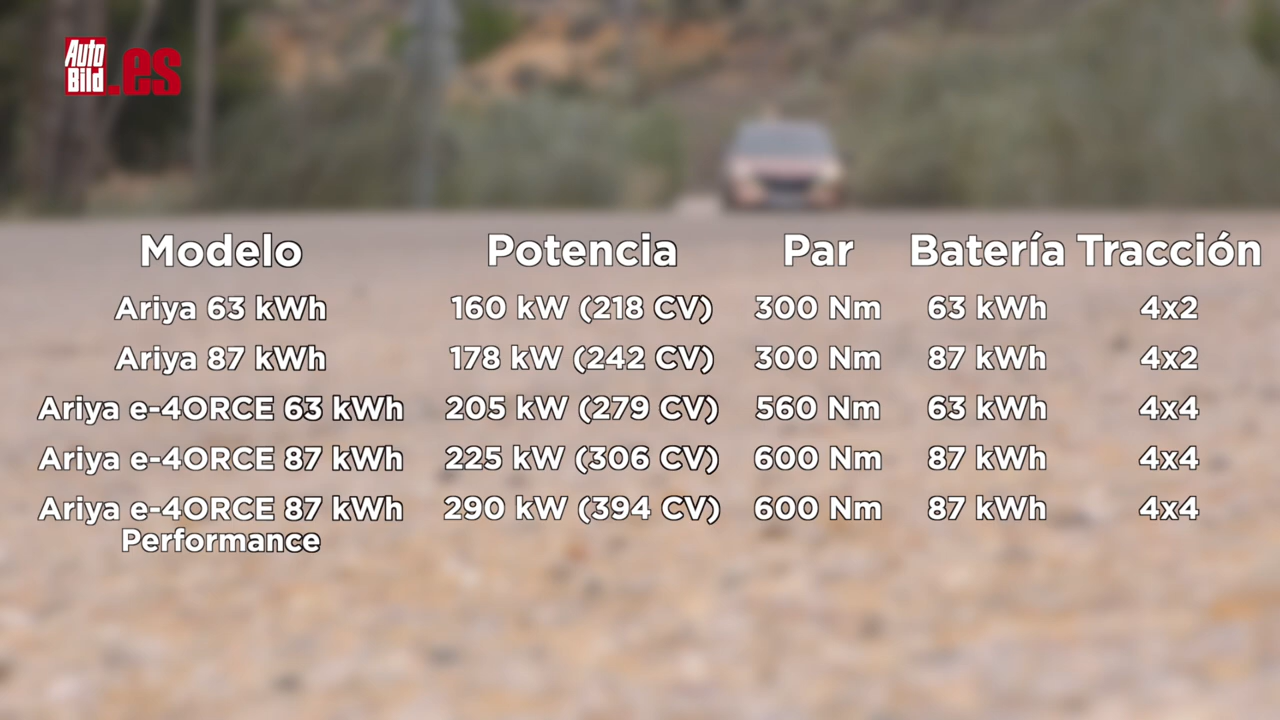 Auto
Bild.es
Modelo Potencia Par Batería Tracción
Ariya 63 kWh 160 kW (218 CV) 300 Nm 63 kWh 4x2
Ariya 87 kWh 178 kW (242 CV) 300 Nm 87 kWh 4x2
Ariya e-4ORCE 63 kWh 205 kW (279 CV) 560 Nm 63 kWh 4x4
Ariya e-4ORCE 87 kWh 225 kW (306 CV) 600 Nm 87 kWh 4x4
Ariya e-4ORCE 87 kWh 290 kW (394 CV) 600 Nm 87 kWh 4x4
Performance